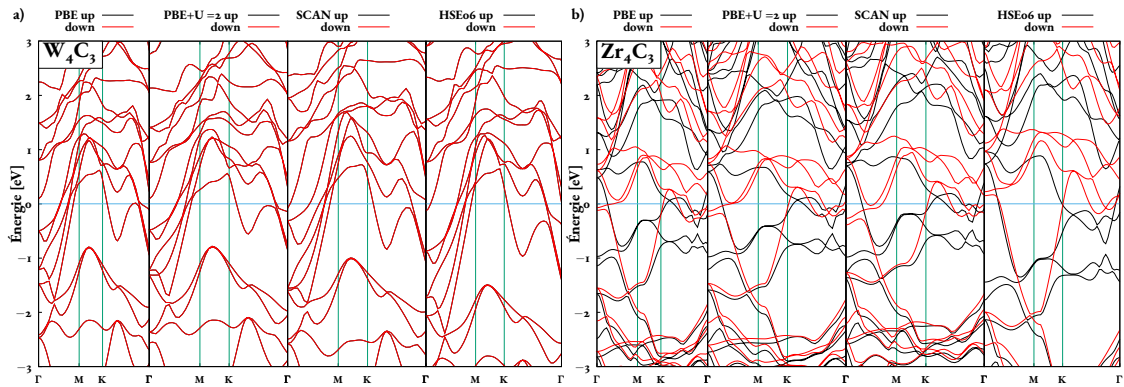 a) PBE up PBE+U =2 up SCAN up HSE06 up b) PBE up PBE+U =2 up SCAN up HSE06 up
down down down down down down down down
W4C3 Zr4C3
3 3
2 2
1 1
0 0
−1 −1
−2 −2
−3 −3
Énergie [eV] Énergie [eV]
Γ M K Γ M K Γ M K Γ M K Γ Γ M K Γ M K Γ M K Γ M K Γ